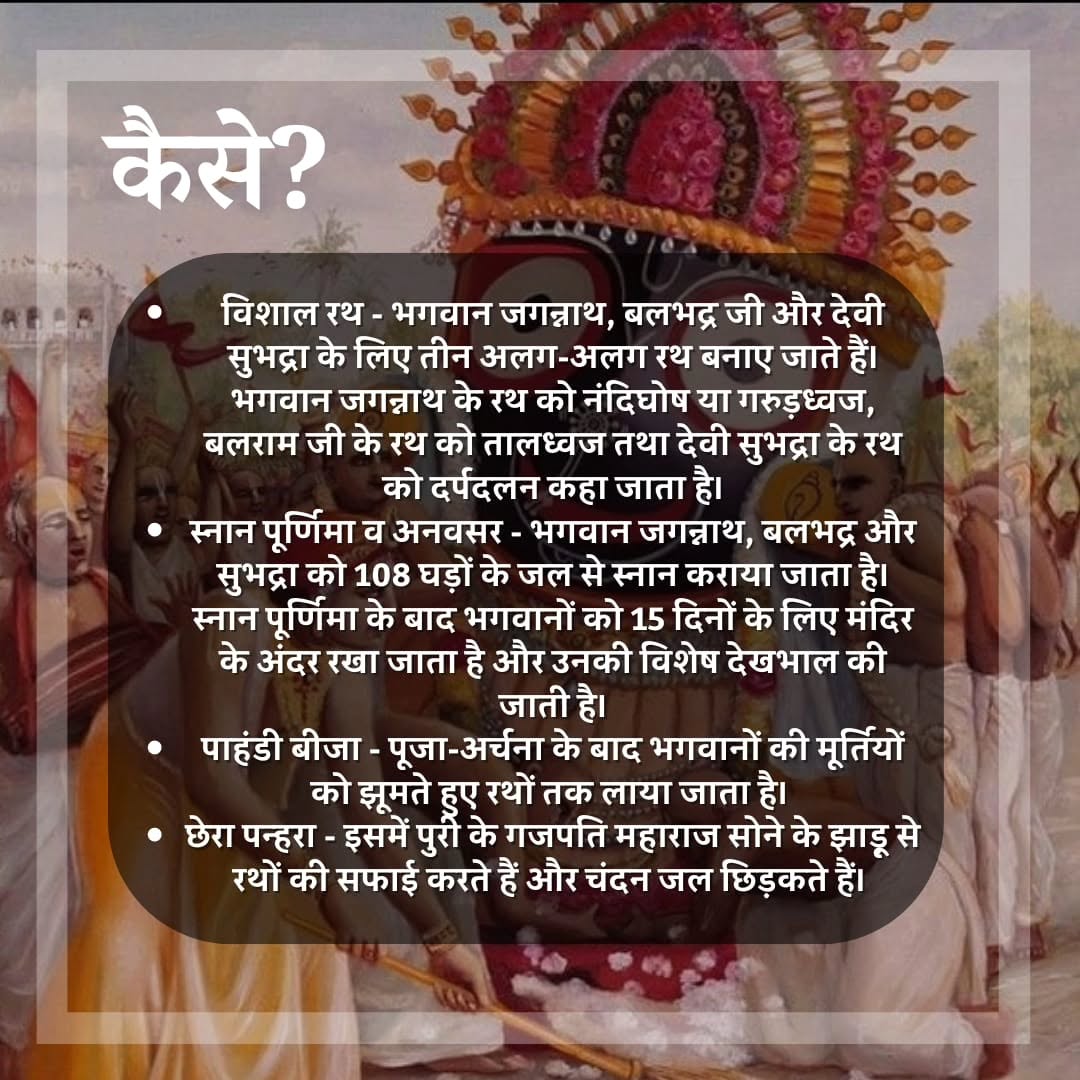 कैसे?
• विशाल रथ - भगवान जगन्नाथ, बलभद्र जी और देवी
सुभद्रा के लिए तीन अलग-अलग रथ बनाए जाते हैं।
भगवान जगन्नाथ के रथ को नंदिघोष या गरुड़ध्वज,
बलराम जी के रथ को तालध्वज तथा देवी सुभद्रा के रथ
को दर्पदलन कहा जाता है।
• स्नान पूर्णिमा व अनवसर - भगवान जगन्नाथ, बलभद्र और
सुभद्रा को 108 घड़ों के जल से स्नान कराया जाता है।
स्नान पूर्णिमा के बाद भगवानों को 15 दिनों के लिए मंदिर
के अंदर रखा जाता है और उनकी विशेष देखभाल की
जाती है।
• पाहंडी बीजा - पूजा-अर्चना के बाद भगवानों की मूर्तियों
को झूमते हुए रथों तक लाया जाता है।
• छेरा पन्हरा - इसमें पुरी के गजपति महाराज सोने के झाड़ू से
रथों की सफाई करते हैं और चंदन जल छिड़कते हैं।